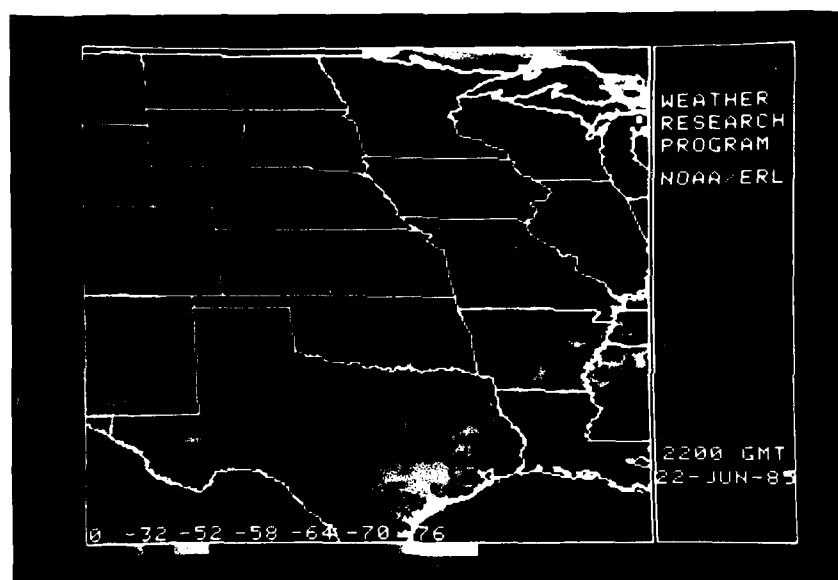 WEATHER
RESEARCH
PROGRAM
NOAA/ERL
2200 GMT
22-JUN-85
0 -32 -52 -58 -64 -70 -76